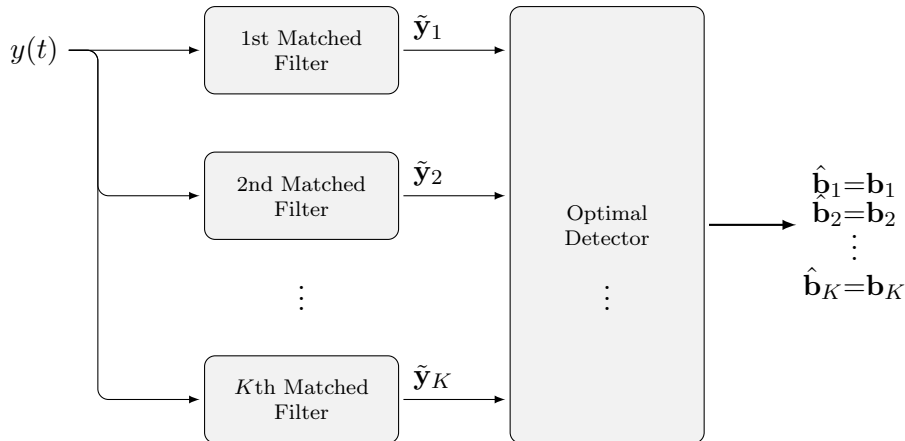 y(t)
1st Matched
Filter
ỹ₁
2nd Matched
Filter
ỹ₂
⋮
Kth Matched
Filter
ỹ_K
Optimal
Detector
⋮
b̂₁=b₁
b̂₂=b₂
⋮
b̂_K=b_K